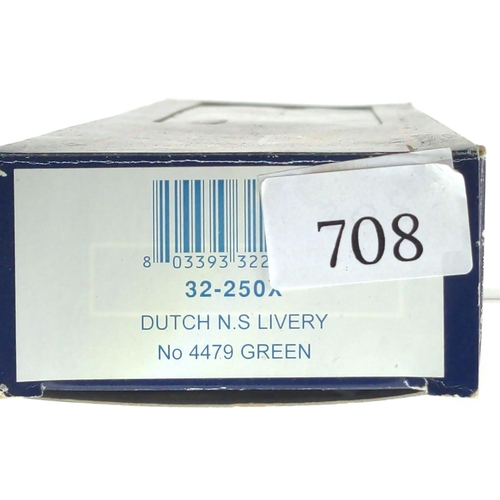 708
8 03393 322
32-250X
DUTCH N.S LIVERY
No 4479 GREEN